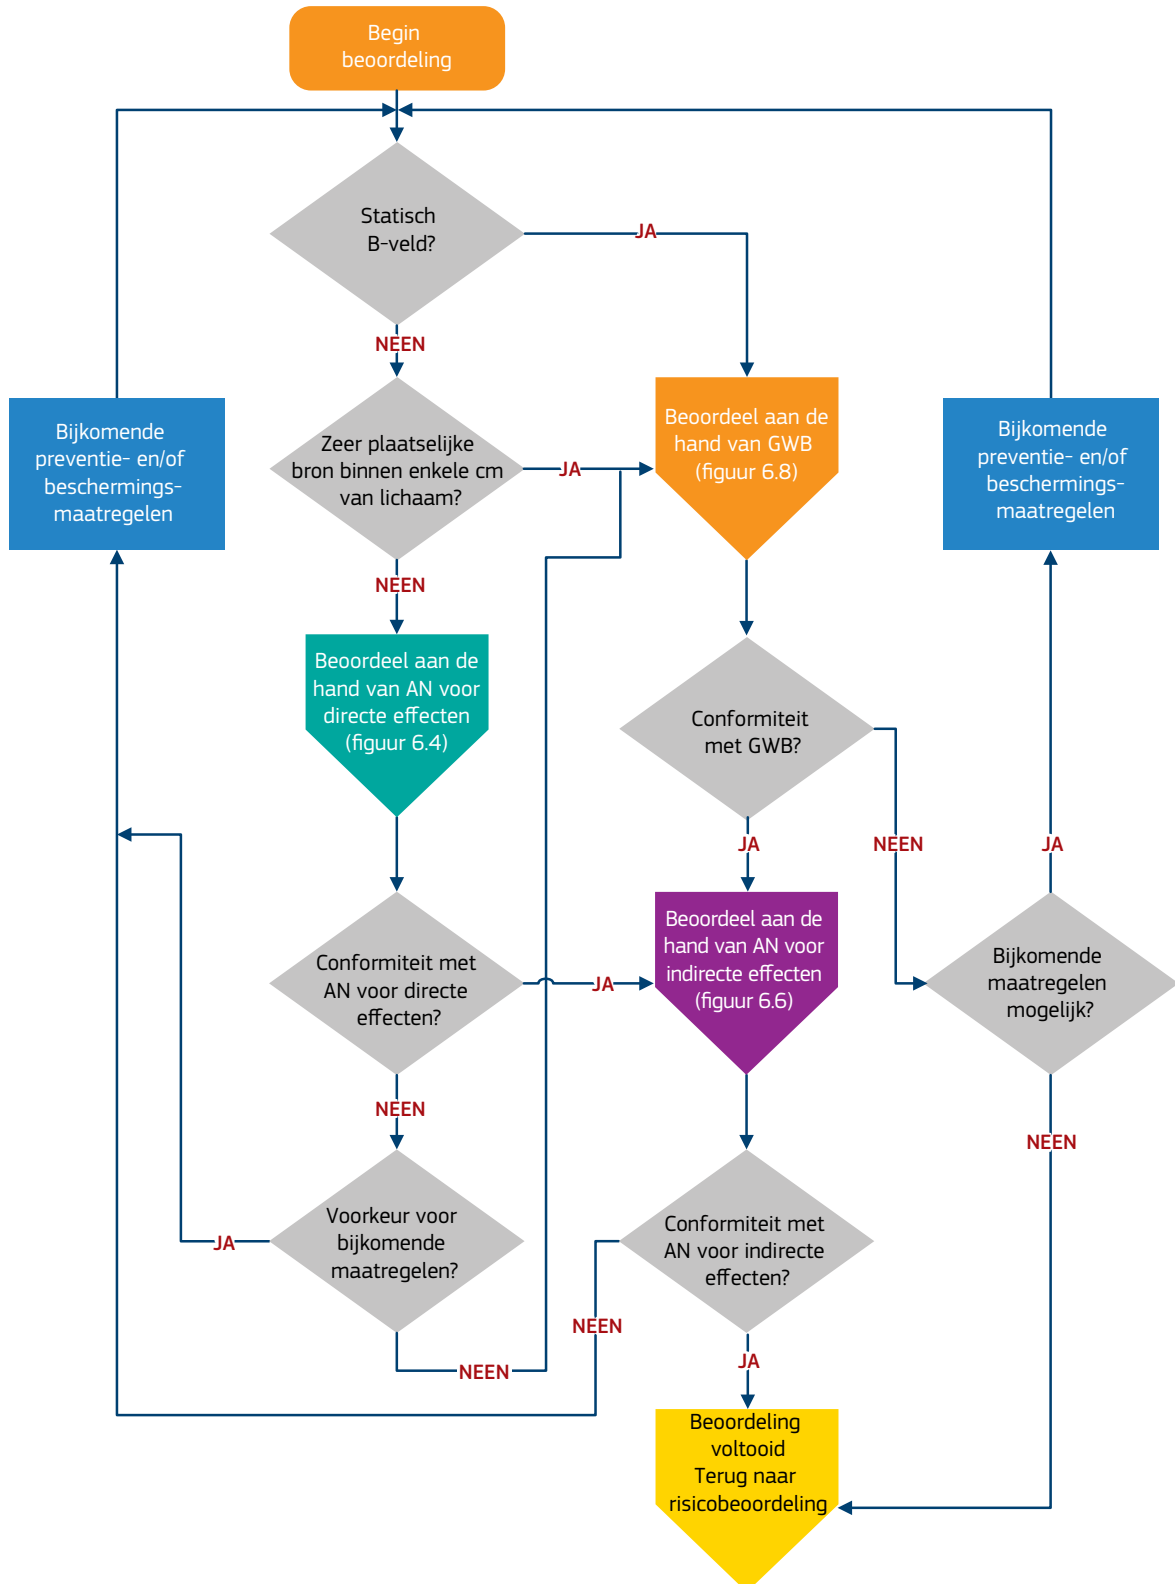 Begin
beoordeling
Statisch
B-veld?
JA
NEEN
Bijkomende
preventie- en/of
beschermings-
maatregelen
Zeer plaatselijke
bron binnen enkele cm
van lichaam?
JA
Beoordeel aan de
hand van GWB
(figuur 6.8)
Bijkomende
preventie- en/of
beschermings-
maatregelen
NEEN
Beoordeel aan de
hand van AN voor
directe effecten
(figuur 6.4)
Conformiteit
met GWB?
JA
NEEN
JA
Conformiteit met
AN voor directe
effecten?
JA
Beoordeel aan de
hand van AN voor
indirecte effecten
(figuur 6.6)
Bijkomende
maatregelen
mogelijk?
NEEN
NEEN
Voorkeur voor
bijkomende
maatregelen?
JA
Conformiteit met
AN voor indirecte
effecten?
NEEN
NEEN
JA
Beoordeling
voltooid
Terug naar
risicobeoordeling